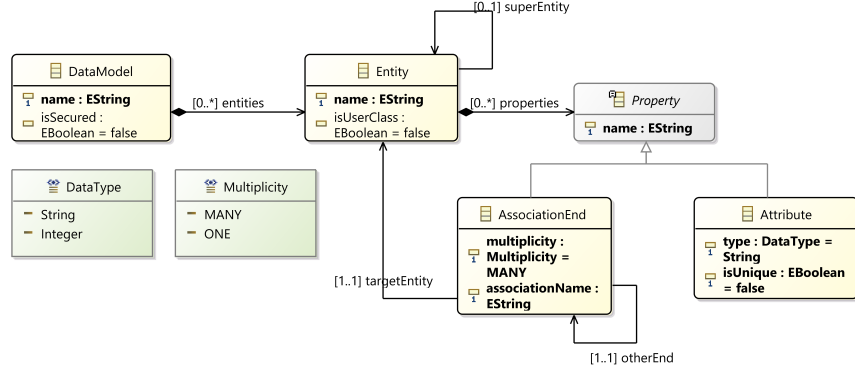 [0..1] superEntity
DataModel
name : EString
isSecured :
EBoolean = false
[0..*] entities
Entity
name : EString
isUserClass :
EBoolean = false
[0..*] properties
Property
name : EString
DataType
String
Integer
Multiplicity
MANY
ONE
AssociationEnd
multiplicity :
Multiplicity =
MANY
associationName :
EString
Attribute
type : DataType =
String
isUnique : EBoolean
= false
[1..1] targetEntity
[1..1] otherEnd